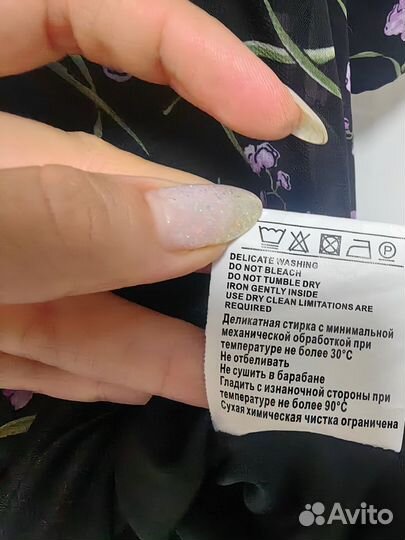 DELICATE WASHING
DO NOT BLEACH
DO NOT TUMBLE DRY
IRON GENTLY INSIDE
USE DRY CLEAN LIMITATIONS ARE
REQUIRED
Деликатная стирка с минимальной
механической обработкой при
температуре не более 30°C
Не отбеливать
Не сушить в барабане
Гладить с изнаночной стороны при
температуре не более 90°C
Сухая химическая чистка ограничена
Avito